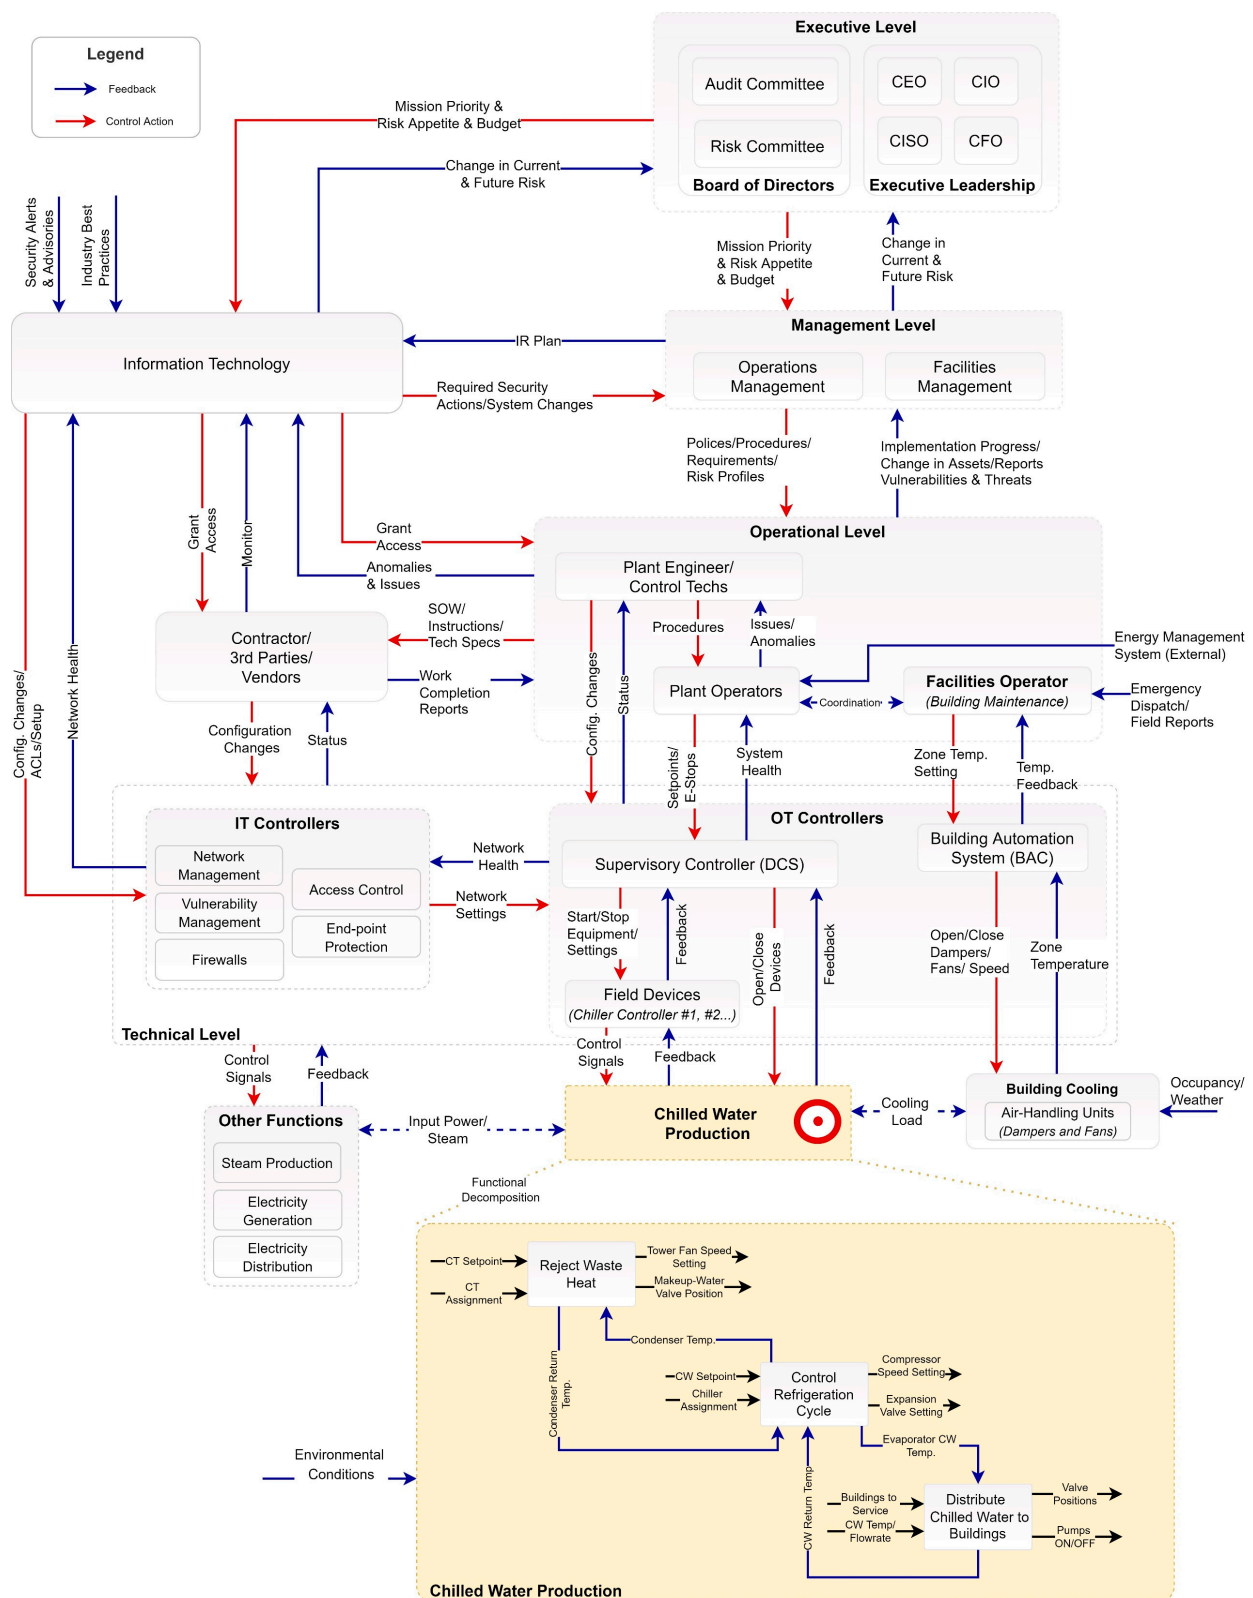 Executive Level
Legend
Feedback
Control Action
Audit Committee
CEO
CIO
Risk Committee
CISO
CFO
Board of Directors
Executive Leadership
Mission Priority &
Risk Appetite & Budget
Change in Current
& Future Risk
Security Alerts
& Advisories
Industry Best
Practices
Mission Priority
& Risk Appetite
& Budget
Change in
Current &
Future Risk
Information Technology
IR Plan
Required Security
Actions/System Changes
Management Level
Operations
Management
Facilities
Management
Polices/Procedures/
Requirements/
Risk Profiles
Implementation Progress/
Change in Assets/Reports
Vulnerabilities & Threats
Grant
Access
Monitor
Grant
Access
Anomalies
& Issues
Operational Level
Plant Engineer/
Control Techs
SOW/
Instructions/
Tech Specs
Procedures
Issues/
Anomalies
Energy Management
System (External)
Contractor/
3rd Parties/
Vendors
Work
Completion
Reports
Plant Operators
Coordination
Facilities Operator
(Building Maintenance)
Emergency
Dispatch/
Field Reports
Config. Changes/
ACLs/Setup
Network Health
Configuration
Changes
Status
Config. Changes
Status
Setpoints/
E-Stops
System
Health
Zone Temp.
Setting
Temp.
Feedback
IT Controllers
Network
Management
Access Control
Vulnerability
Management
End-point
Protection
Firewalls
Technical Level
Network
Health
Network
Settings
OT Controllers
Supervisory Controller (DCS)
Building Automation
System (BAC)
Start/Stop
Equipment/
Settings
Feedback
Open/Close
Devices
Feedback
Open/Close
Dampers/
Fans/ Speed
Zone
Temperature
Field Devices
(Chiller Controller #1, #2...)
Control
Signals
Feedback
Control
Signals
Feedback
Other Functions
Steam Production
Electricity
Generation
Electricity
Distribution
Input Power/
Steam
Chilled Water
Production
Cooling
Load
Building Cooling
Air-Handling Units
(Dampers and Fans)
Occupancy/
Weather
Functional
Decomposition
CT Setpoint
CT
Assignment
Reject Waste
Heat
Tower Fan Speed
Setting
Makeup-Water
Valve Position
Condenser Return
Temp.
Condenser Temp.
CW Setpoint
Chiller
Assignment
Control
Refrigeration
Cycle
Compressor
Speed Setting
Expansion
Valve Setting
Evaporator CW
Temp.
Environmental
Conditions
CW Return Temp
Buildings to
Service
CW Temp/
Flowrate
Distribute
Chilled Water to
Buildings
Valve
Positions
Pumps
ON/OFF
Chilled Water Production